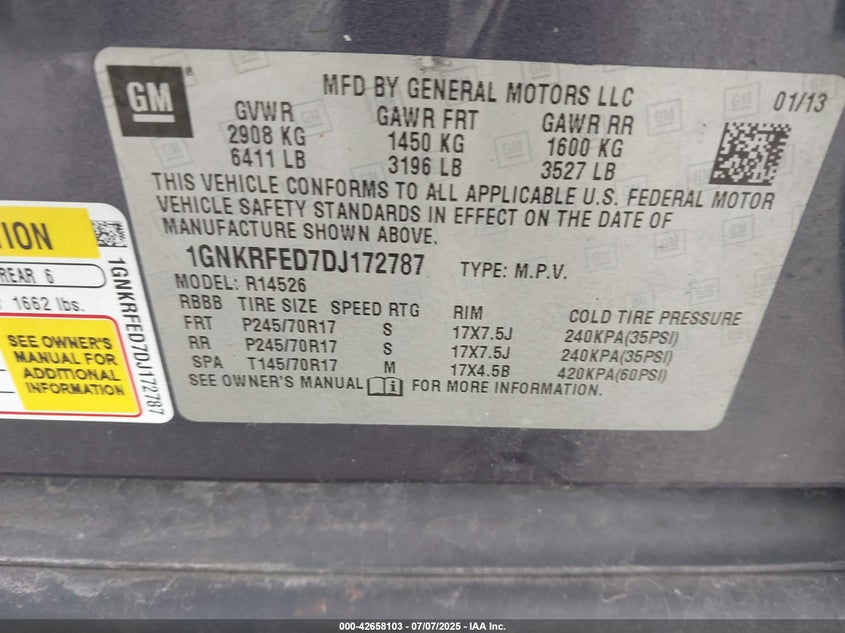 GM
MFD BY GENERAL MOTORS LLC
01/13
GVWR GAWR FRT GAWR RR
2908 KG 1450 KG 1600 KG
6411 LB 3196 LB 3527 LB
THIS VEHICLE CONFORMS TO ALL APPLICABLE U.S. FEDERAL MOTOR
VEHICLE SAFETY STANDARDS IN EFFECT ON THE DATE OF
MANUFACTURE SHOWN ABOVE.
1GNKRFED7DJ172787 TYPE: M.P.V.
MODEL: R14526
RBBB TIRE SIZE SPEED RTG RIM COLD TIRE PRESSURE
FRT P245/70R17 S 17X7.5J 240KPA(35PSI)
RR P245/70R17 S 17X7.5J 240KPA(35PSI)
SPA T145/70R17 M 17X4.5B 420KPA(60PSI)
SEE OWNER'S MANUAL i FOR MORE INFORMATION.
TION
REAR 6
1662 lbs.
SEE OWNER'S
MANUAL FOR
ADDITIONAL
INFORMATION
1GNKRFED7DJ172787
000-42658103 / 07/07/2025 - IAA Inc.